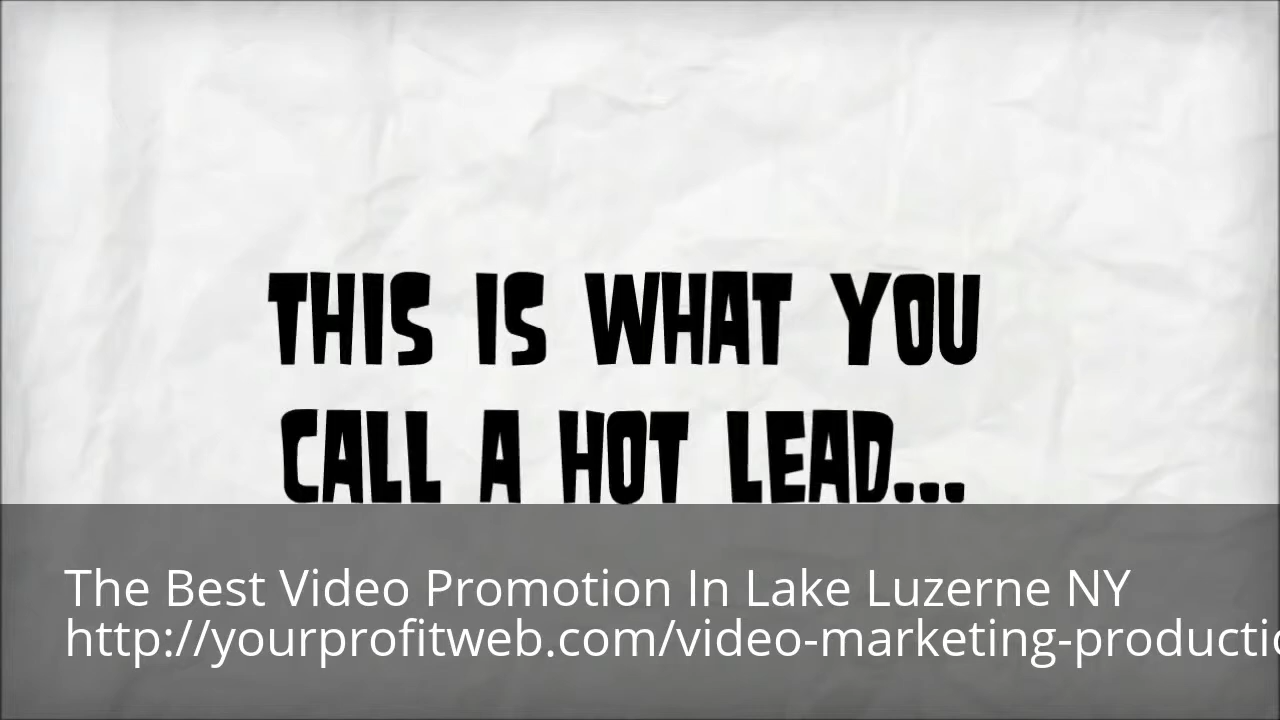 THIS IS WHAT YOU
CALL A HOT LEAD...
The Best Video Promotion In Lake Luzerne NY
http://yourprofitweb.com/video-marketing-productio